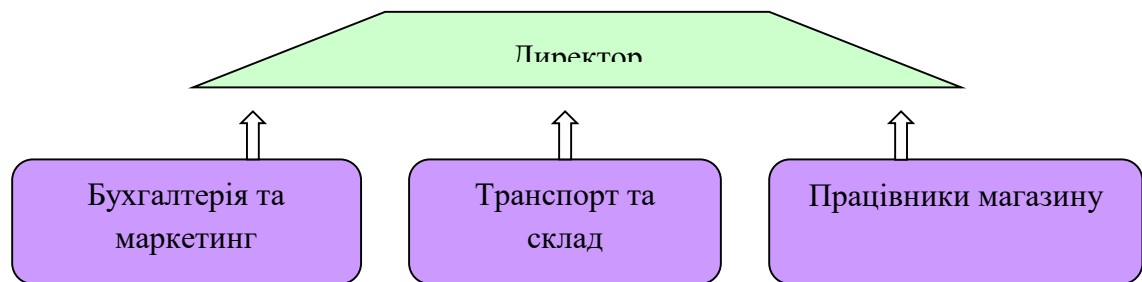 Директор
Бухгалтерія та
маркетинг
Транспорт та
склад
Працівники магазину